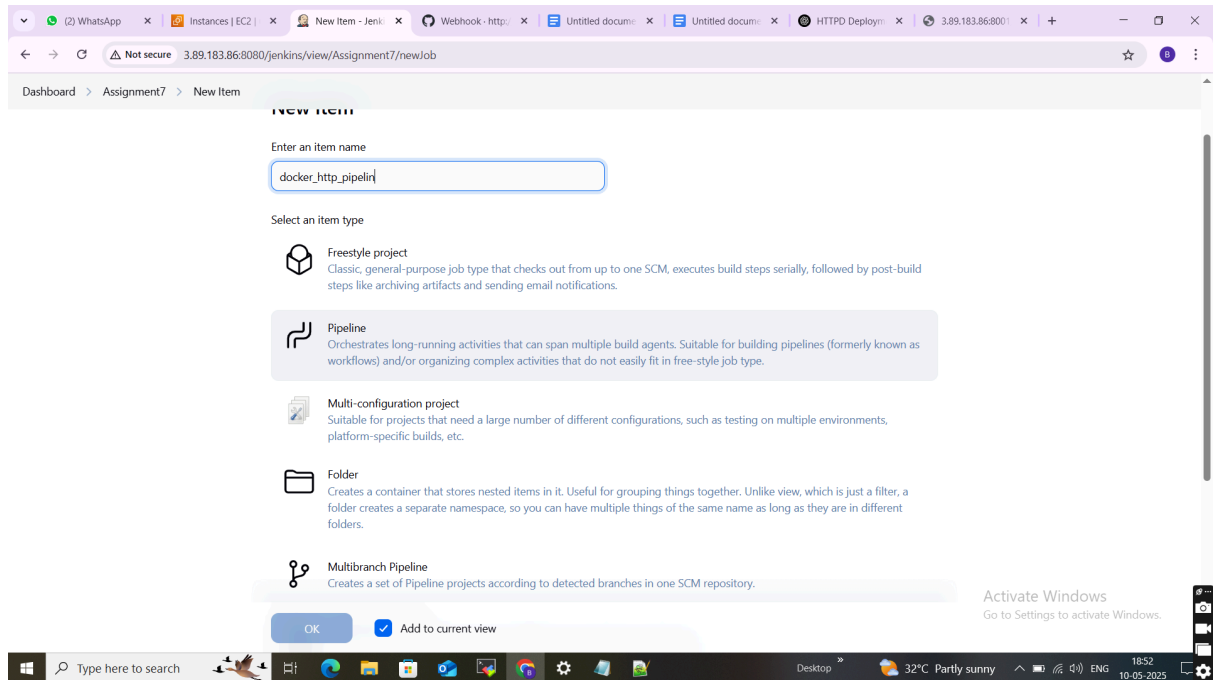 (2) WhatsApp
Instances | EC2 |
New Item - Jenki
Webhook · http:/
Untitled docume
Untitled docume
HTTPD Deploym
3.89.183.86:8001
Not secure
3.89.183.86:8080/jenkins/view/Assignment7/newJob
B
Dashboard > Assignment7 > New Item
New Item
Enter an item name
docker_http_pipelin
Select an item type
Freestyle project
Classic, general-purpose job type that checks out from up to one SCM, executes build steps serially, followed by post-build
steps like archiving artifacts and sending email notifications.
Pipeline
Orchestrates long-running activities that can span multiple build agents. Suitable for building pipelines (formerly known as
workflows) and/or organizing complex activities that do not easily fit in free-style job type.
Multi-configuration project
Suitable for projects that need a large number of different configurations, such as testing on multiple environments,
platform-specific builds, etc.
Folder
Creates a container that stores nested items in it. Useful for grouping things together. Unlike view, which is just a filter, a
folder creates a separate namespace, so you can have multiple things of the same name as long as they are in different
folders.
Multibranch Pipeline
Creates a set of Pipeline projects according to detected branches in one SCM repository.
OK
Add to current view
Activate Windows
Go to Settings to activate Windows.
Type here to search
Desktop
32°C Partly sunny
ENG
18:52
10-05-2025